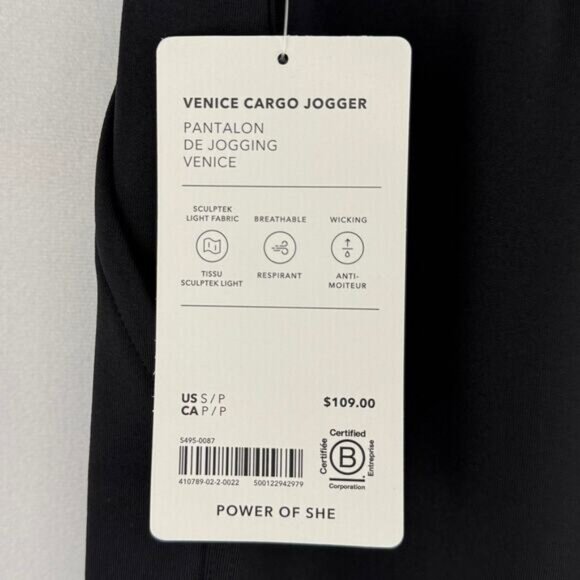 VENICE CARGO JOGGER
PANTALON
DE JOGGING
VENICE
SCULPTEK
LIGHT FABRIC
BREATHABLE
WICKING
TISSU
SCULPTEK LIGHT
RESPIRANT
ANTI-
MOITEUR
US S / P
CA P / P
$109.00
S495-0087
410789-02-2-0022 500122942979
Certified
Certifiée
B
Entreprise
Corporation
POWER OF SHE